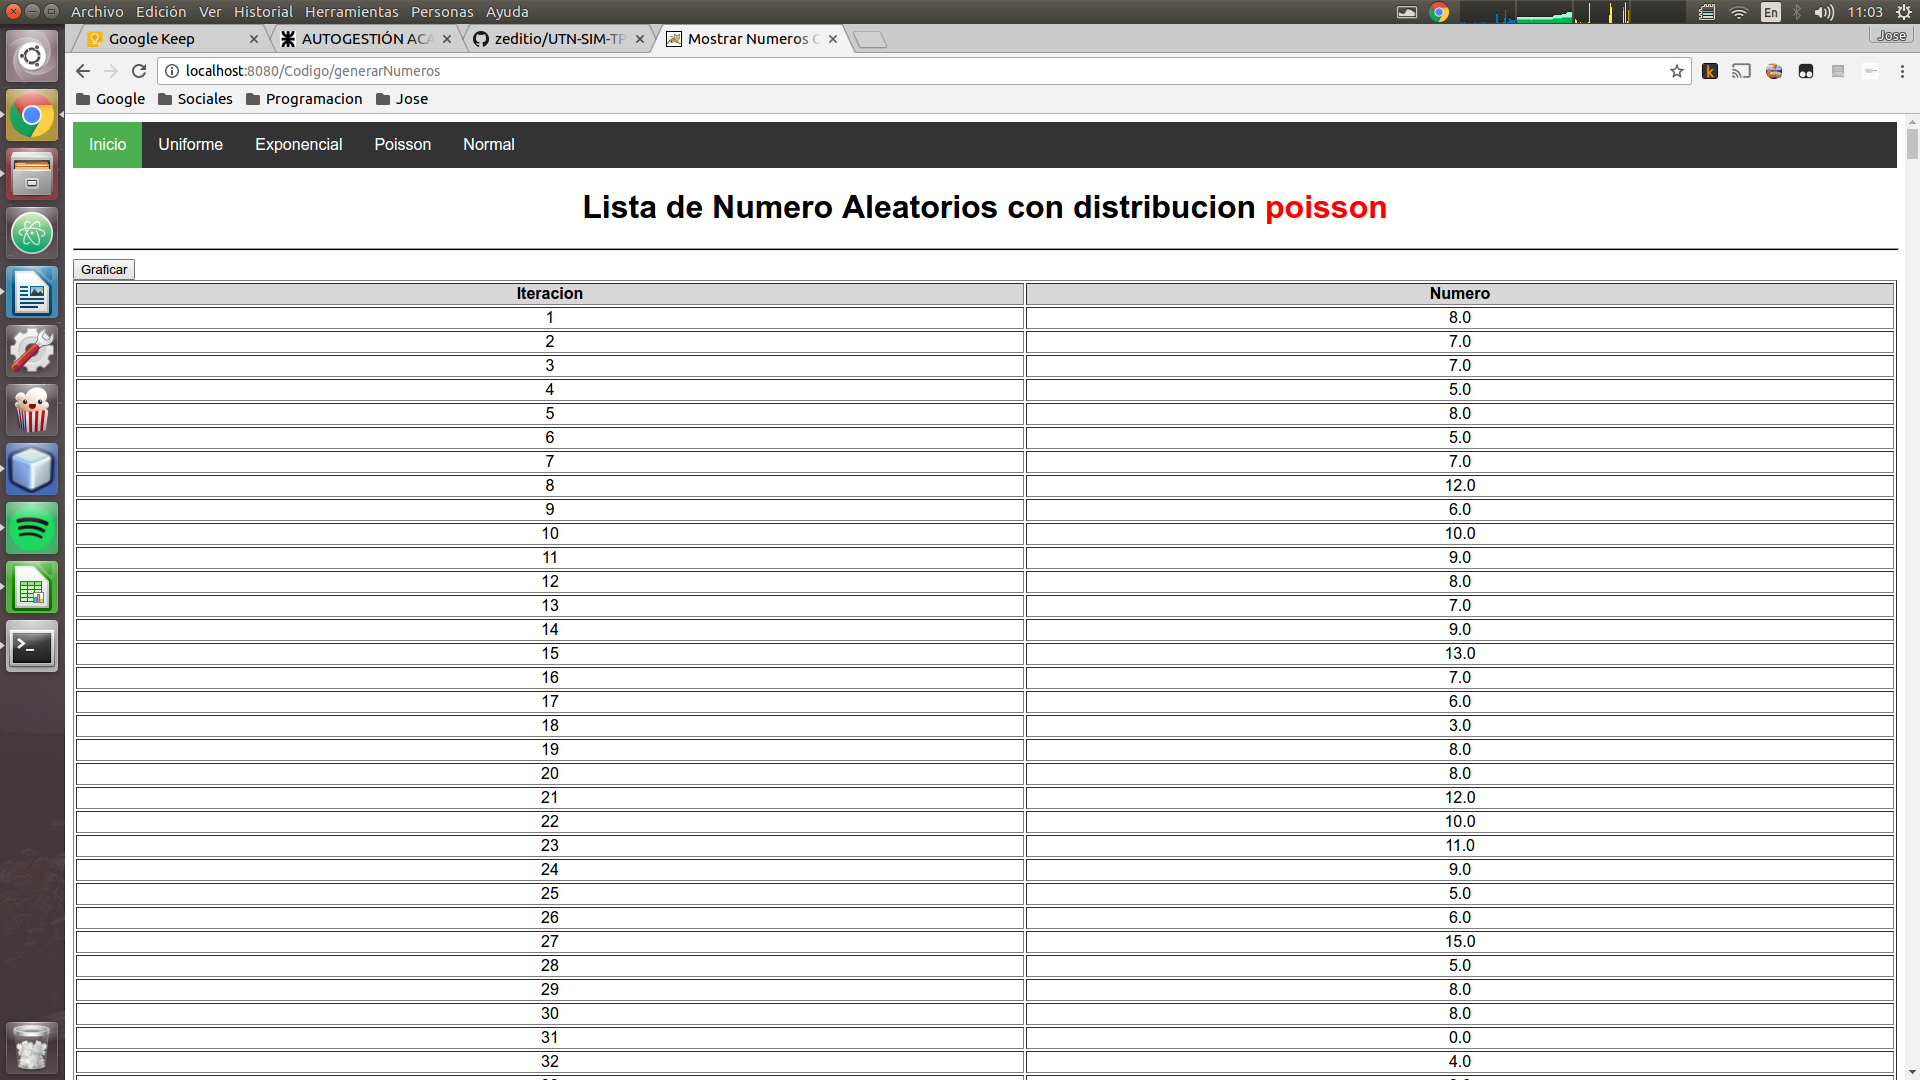 Archivo Edición Ver Historial Herramientas Personas Ayuda
En 11:03
Google Keep
AUTOGESTIÓN ACA
zeditio/UTN-SIM-TP
Mostrar Numeros
Jose
localhost:8080/Codigo/generarNumeros
Google Sociales Programacion Jose
Inicio Uniforme Exponencial Poisson Normal
Lista de Numero Aleatorios con distribucion poisson
Graficar
Iteracion Numero
1 8.0
2 7.0
3 7.0
4 5.0
5 8.0
6 5.0
7 7.0
8 12.0
9 6.0
10 10.0
11 9.0
12 8.0
13 7.0
14 9.0
15 13.0
16 7.0
17 6.0
18 3.0
19 8.0
20 8.0
21 12.0
22 10.0
23 11.0
24 9.0
25 5.0
26 6.0
27 15.0
28 5.0
29 8.0
30 8.0
31 0.0
32 4.0